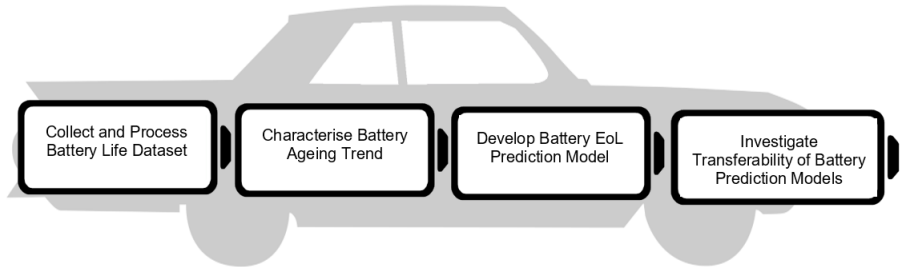 Collect and Process
Battery Life Dataset
Characterise Battery
Ageing Trend
Develop Battery EoL
Prediction Model
Investigate
Transferability of Battery
Prediction Models